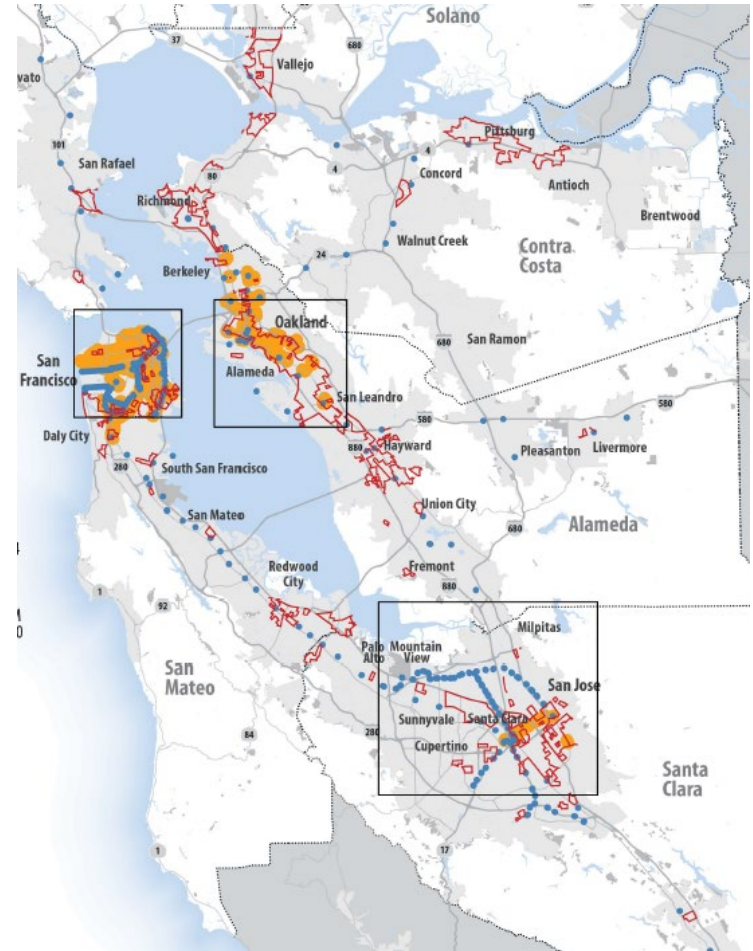 Solano
37
680
Vallejo
vato
101
San Rafael
80
4
4
Pittsburg
Concord
Antioch
Richmond
Brentwood
Walnut Creek
Contra
Costa
24
Berkeley
Oakland
680
San Ramon
San
Francisco
Alameda
San Leandro
580
580
Daly City
880
Hayward
Pleasanton
Livermore
280
South San Francisco
San Mateo
Union City
Alameda
680
Redwood
City
Fremont
880
1
92
Milpitas
Palo
Alto
Mountain
View
San Jose
San
Mateo
Sunnyvale
Santa Clara
280
Cupertino
84
Santa
Clara
17
1